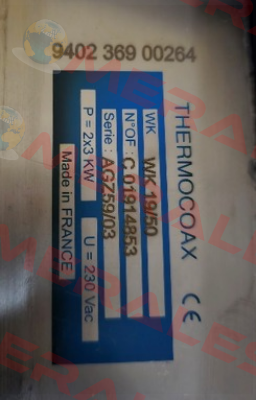 9402 369 00264
THERMOCOAX CE
WK WK 19/50
N°OF: C 01914853
Serie : AGZ59/03
P = 2x3 KW U = 230 Vac
Made in FRANCE